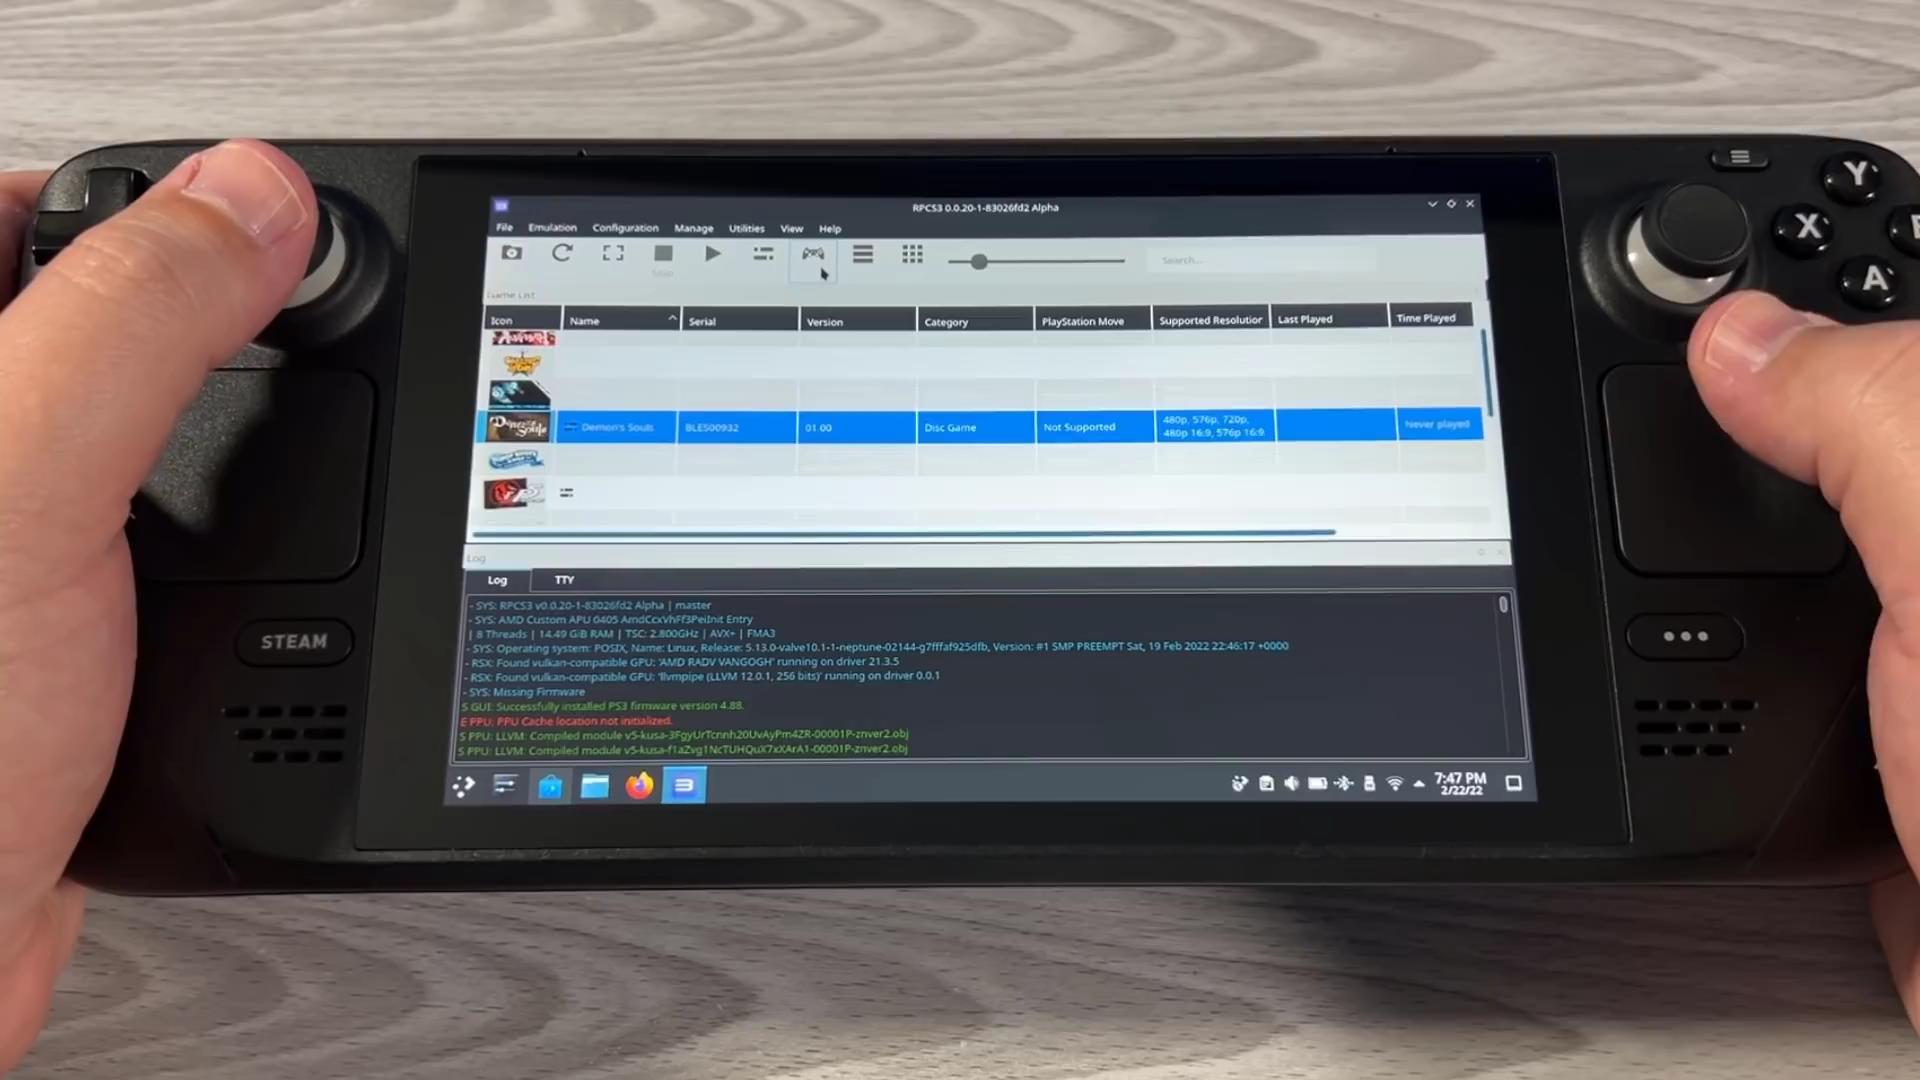 RPCS3 0.0.20-1-83026fd2 Alpha
File Emulation Configuration Manage Utilities View Help
Stop
Search...
Game List
Icon Name Serial Version Category PlayStation Move Supported Resolution Last Played Time Played
Demon's Souls BLES00932 01.00 Disc Game Not Supported 480p, 576p, 720p, Never played
480p 16:9, 576p 16:9
Log
Log TTY
- SYS: RPCS3 v0.0.20-1-83026fd2 Alpha | master
- SYS: AMD Custom APU 0405 AmdCcxVhFf3PeiInit Entry
| 8 Threads | 14.49 GiB RAM | TSC: 2.800GHz | AVX+ | FMA3
- SYS: Operating system: POSIX, Name: Linux, Release: 5.13.0-valve10.1-1-neptune-02144-g7fffaf925dfb, Version: #1 SMP PREEMPT Sat, 19 Feb 2022 22:46:17 +0000
- RSX: Found vulkan-compatible GPU: 'AMD RADV VANGOGH' running on driver 21.3.5
- RSX: Found vulkan-compatible GPU: 'llvmpipe (LLVM 12.0.1, 256 bits)' running on driver 0.0.1
- SYS: Missing Firmware
S GUI: Successfully installed PS3 firmware version 4.88.
E PPU: PPU Cache location not initialized.
S PPU: LLVM: Compiled module v5-kusa-3FgyUrTcnnh20UvAyPm4ZR-00001P-znver2.obj
S PPU: LLVM: Compiled module v5-kusa-f1aZvg1NcTUHQuX7xXArA1-00001P-znver2.obj
7:47 PM
2/22/22
STEAM
Y
X
A